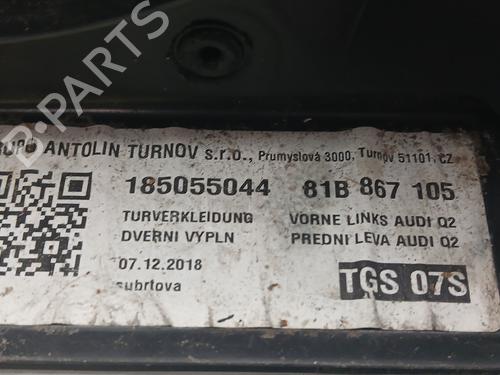 ANTOLIN TURNOV s.r.o., Prumyslová 3000, Turnov 51101, CZ
185055044 81B 867 105
TURVERKLEIDUNG VORNE LINKS AUDI Q2
DVERNI VYPLN PREDNI LEVA AUDI Q2
07.12.2018
subrtova
TGS 07S
B-PARTS